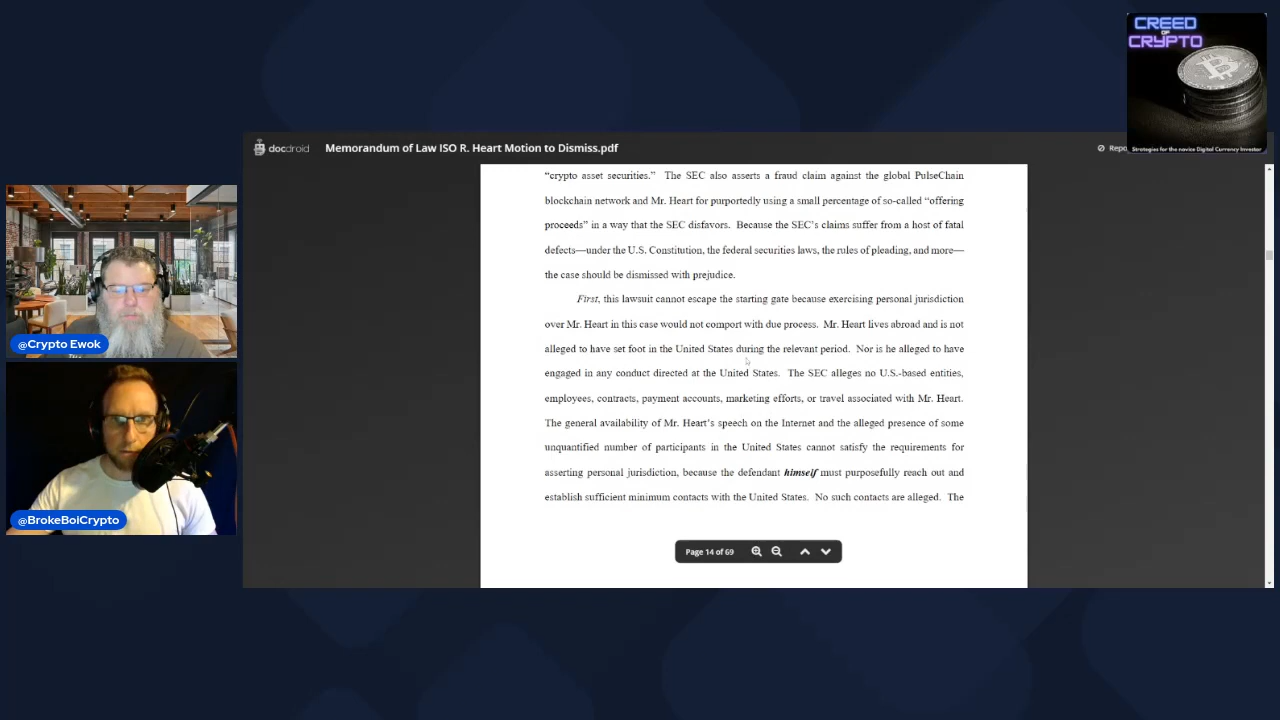 CREED
OF
CRYPTO
Strategies for the novice Digital Currency Investor
docdroid
Memorandum of Law ISO R. Heart Motion to Dismiss.pdf
“crypto asset securities.” The SEC also asserts a fraud claim against the global PulseChain
blockchain network and Mr. Heart for purportedly using a small percentage of so-called “offering
proceeds” in a way that the SEC disfavors. Because the SEC’s claims suffer from a host of fatal
defects—under the U.S. Constitution, the federal securities laws, the rules of pleading, and more—
the case should be dismissed with prejudice.
First, this lawsuit cannot escape the starting gate because exercising personal jurisdiction
over Mr. Heart in this case would not comport with due process. Mr. Heart lives abroad and is not
alleged to have set foot in the United States during the relevant period. Nor is he alleged to have
engaged in any conduct directed at the United States. The SEC alleges no U.S.-based entities,
employees, contracts, payment accounts, marketing efforts, or travel associated with Mr. Heart.
The general availability of Mr. Heart’s speech on the Internet and the alleged presence of some
unquantified number of participants in the United States cannot satisfy the requirements for
asserting personal jurisdiction, because the defendant himself must purposefully reach out and
establish sufficient minimum contacts with the United States. No such contacts are alleged. The
Page 14 of 69
@Crypto Ewok
@BrokeBoiCrypto